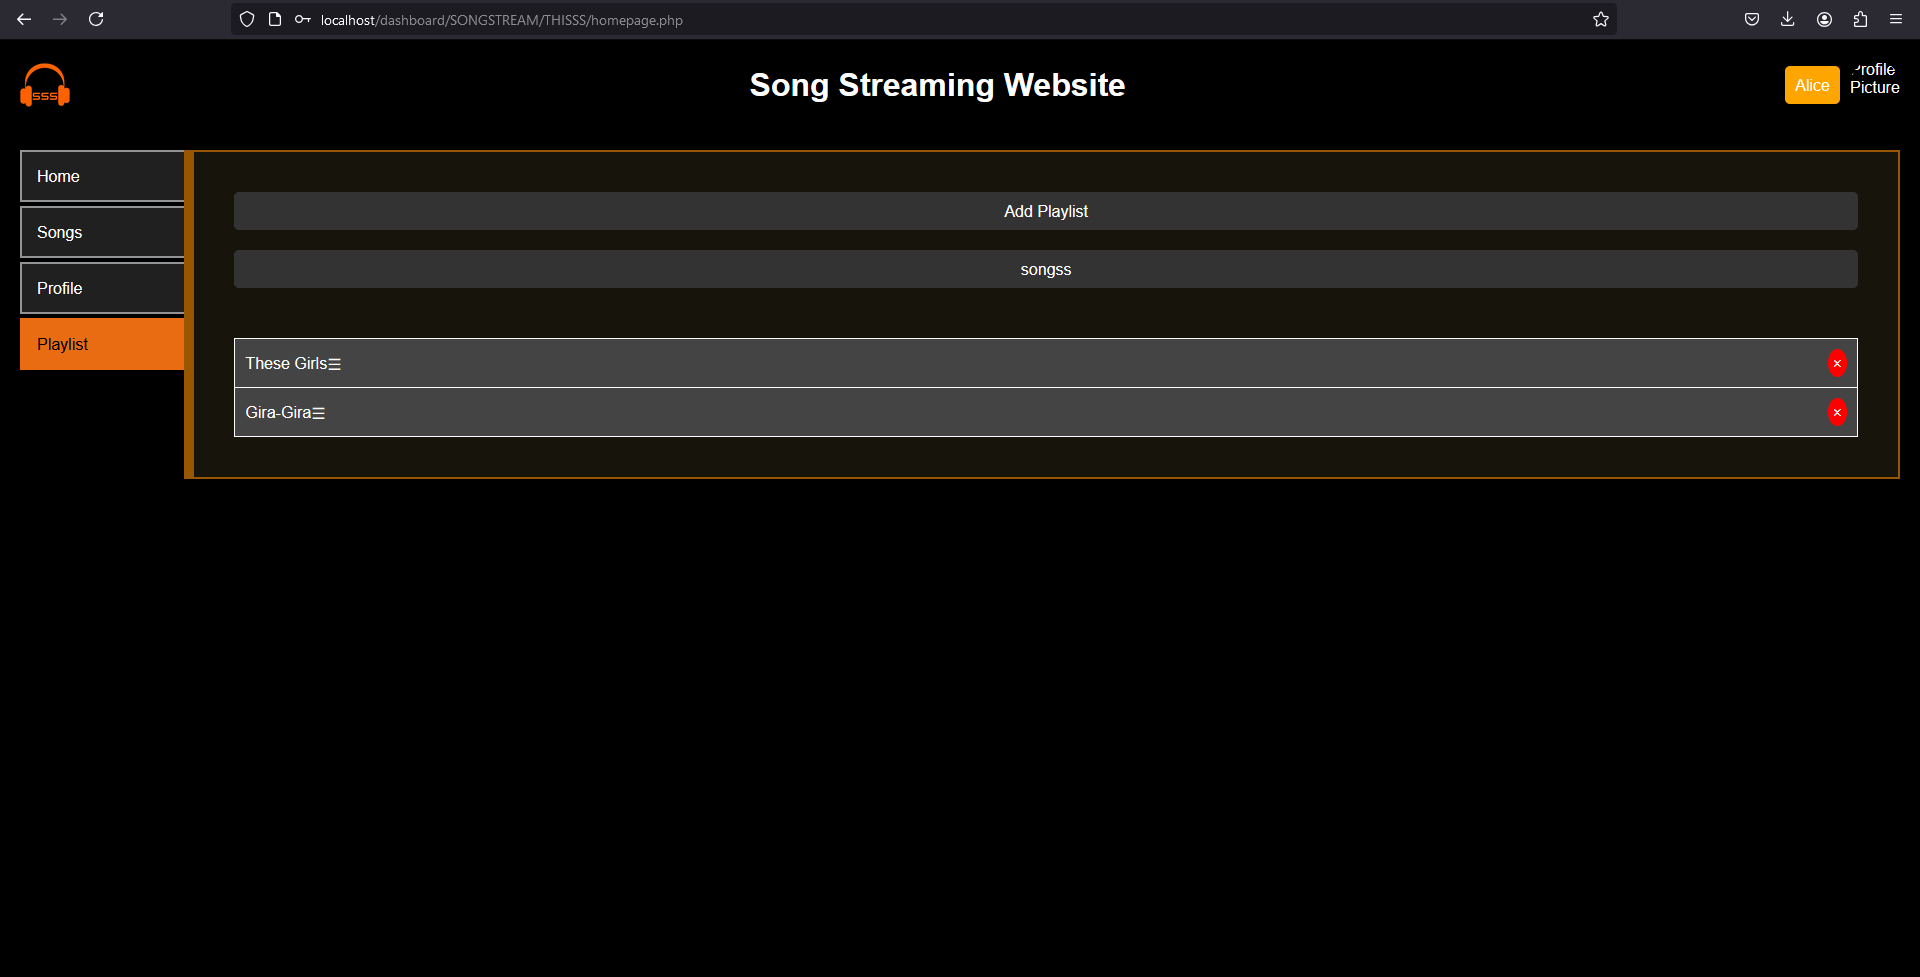 localhost/dashboard/SONGSTREAM/THISSS/homepage.php
SSS
Song Streaming Website
Alice
Profile
Picture
Home
Songs
Profile
Playlist
Add Playlist
songss
These Girls☰
×
Gira-Gira☰
×